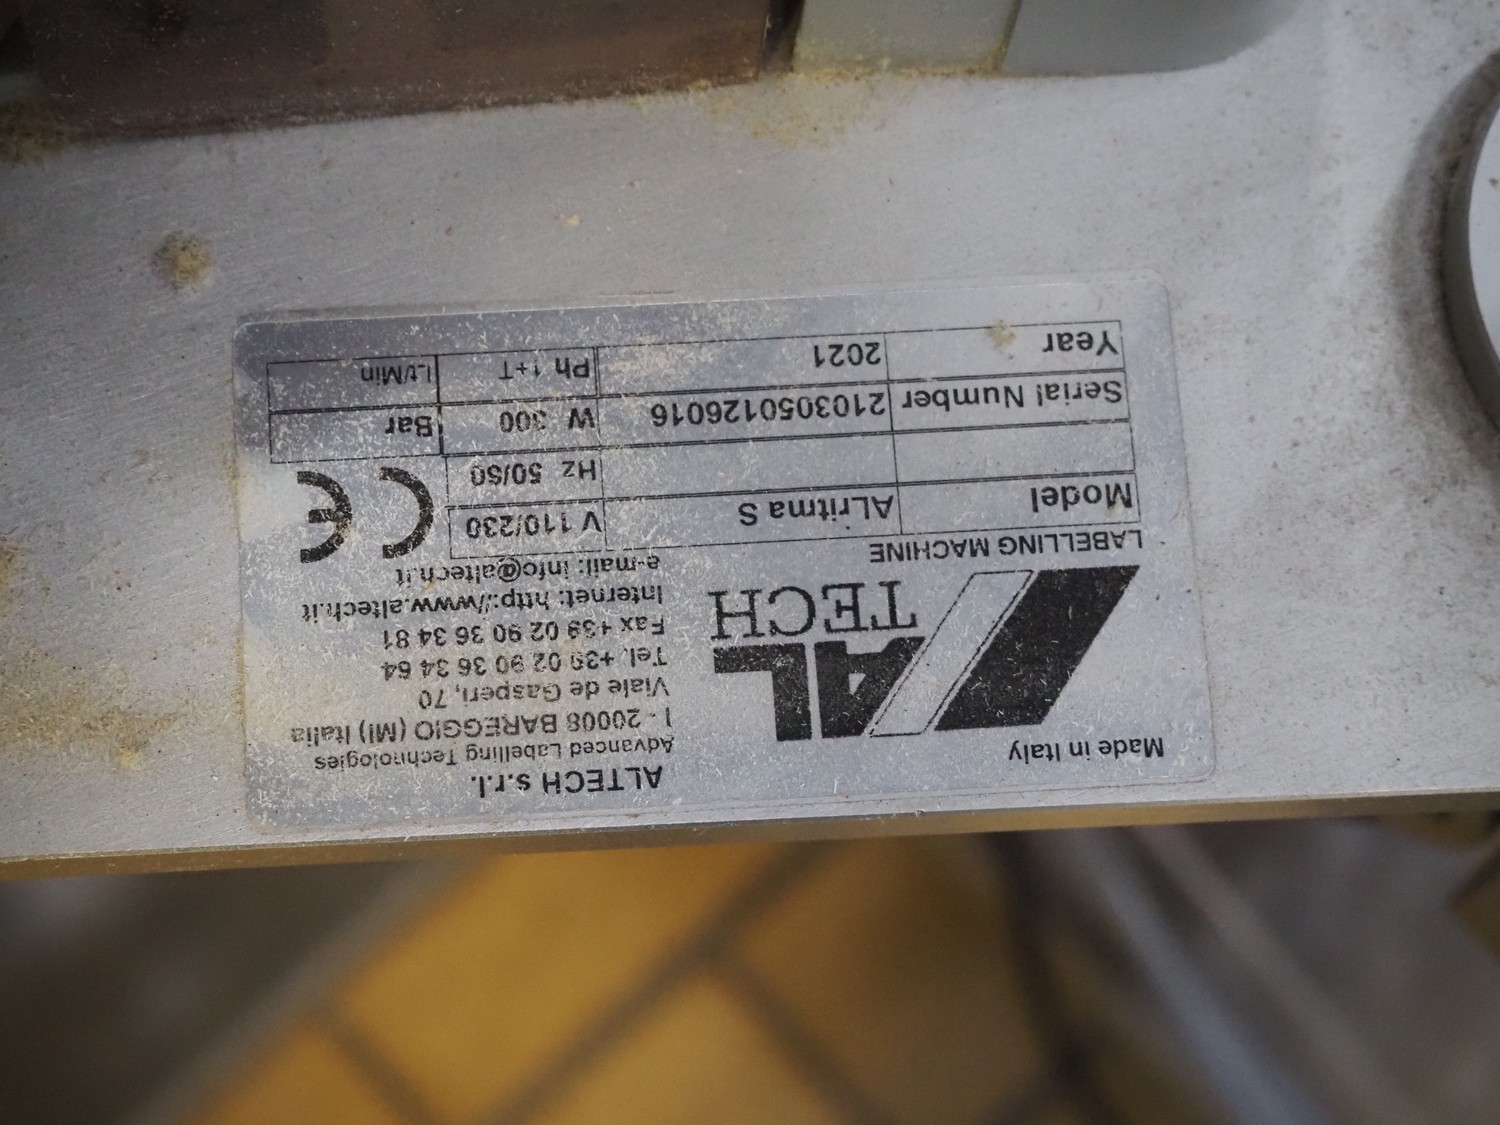 ALTECH s.r.l.
Advanced Labelling Technologies
I - 20008 BAREGGIO (MI) Italia
Viale de Gasperi, 70
Tel. +39 02 90 36 34 64
Fax +39 02 90 36 34 81
Internet: http://www.altech.it
e-mail: info@altech.it
Made in Italy
AL
TECH
LABELLING MACHINE
Model ALritma S V 110/230
Hz 50/60
CE
Serial Number 2103050126016 W 300 Bar
Year 2021 Ph 1+T Lt/Min